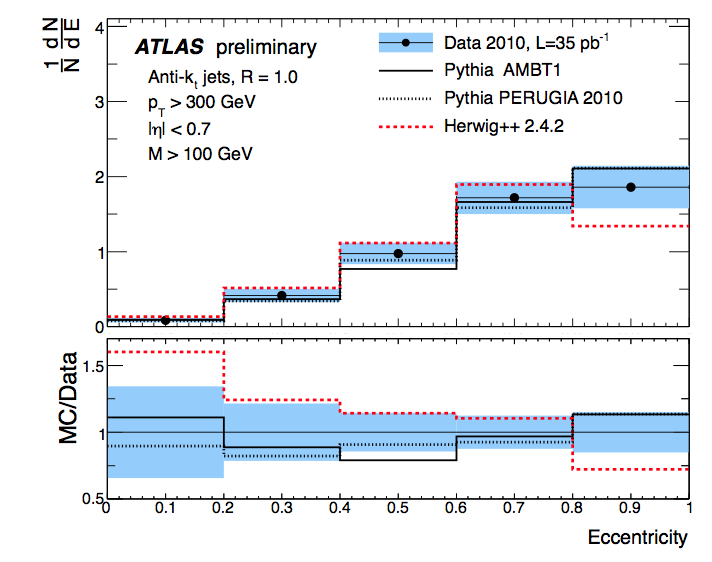 1 dN
N dE
4
3
2
1
0
ATLAS preliminary
Anti-kt jets, R = 1.0
pT > 300 GeV
|η| < 0.7
M > 100 GeV
Data 2010, L=35 pb-1
Pythia AMBT1
Pythia PERUGIA 2010
Herwig++ 2.4.2
MC/Data
1.5
1
0.5
0 0.1 0.2 0.3 0.4 0.5 0.6 0.7 0.8 0.9 1
Eccentricity